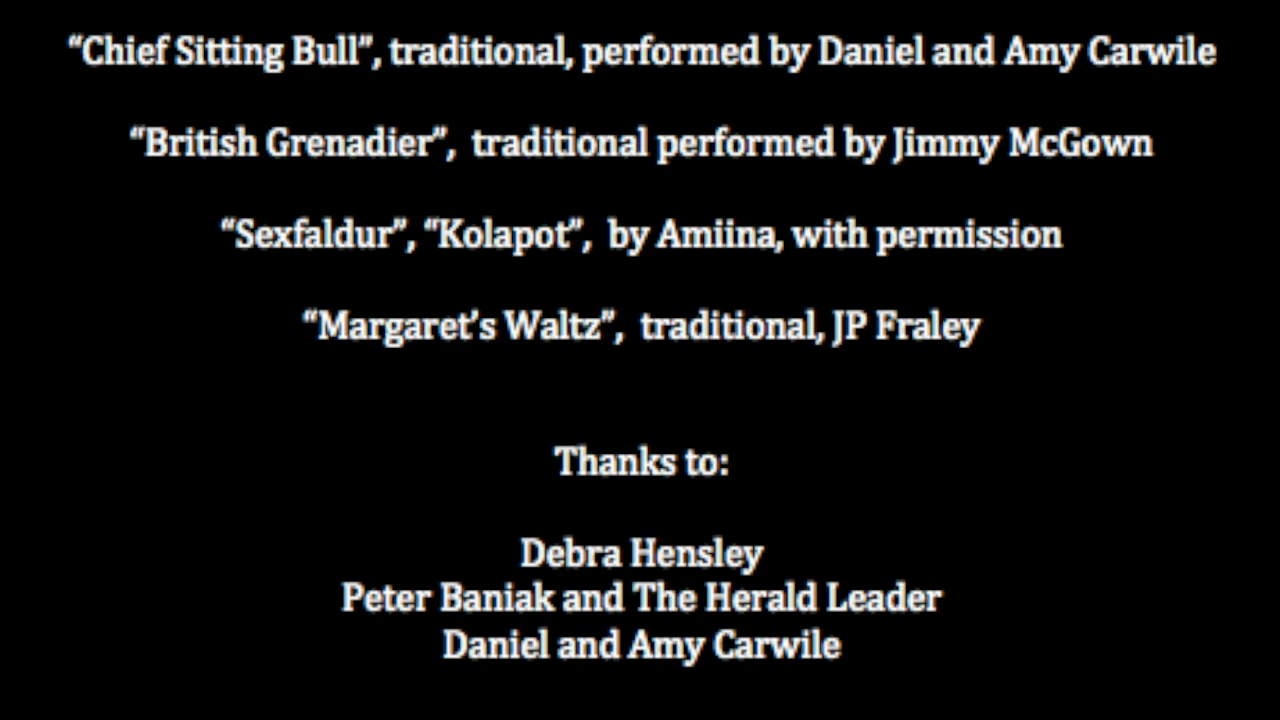 “Chief Sitting Bull”, traditional, performed by Daniel and Amy Carwile
“British Grenadier”, traditional performed by Jimmy McGown
“Sexfaldur”, “Kolapot”, by Amiina, with permission
“Margaret’s Waltz”, traditional, JP Fraley
Thanks to:
Debra Hensley
Peter Baniak and The Herald Leader
Daniel and Amy Carwile